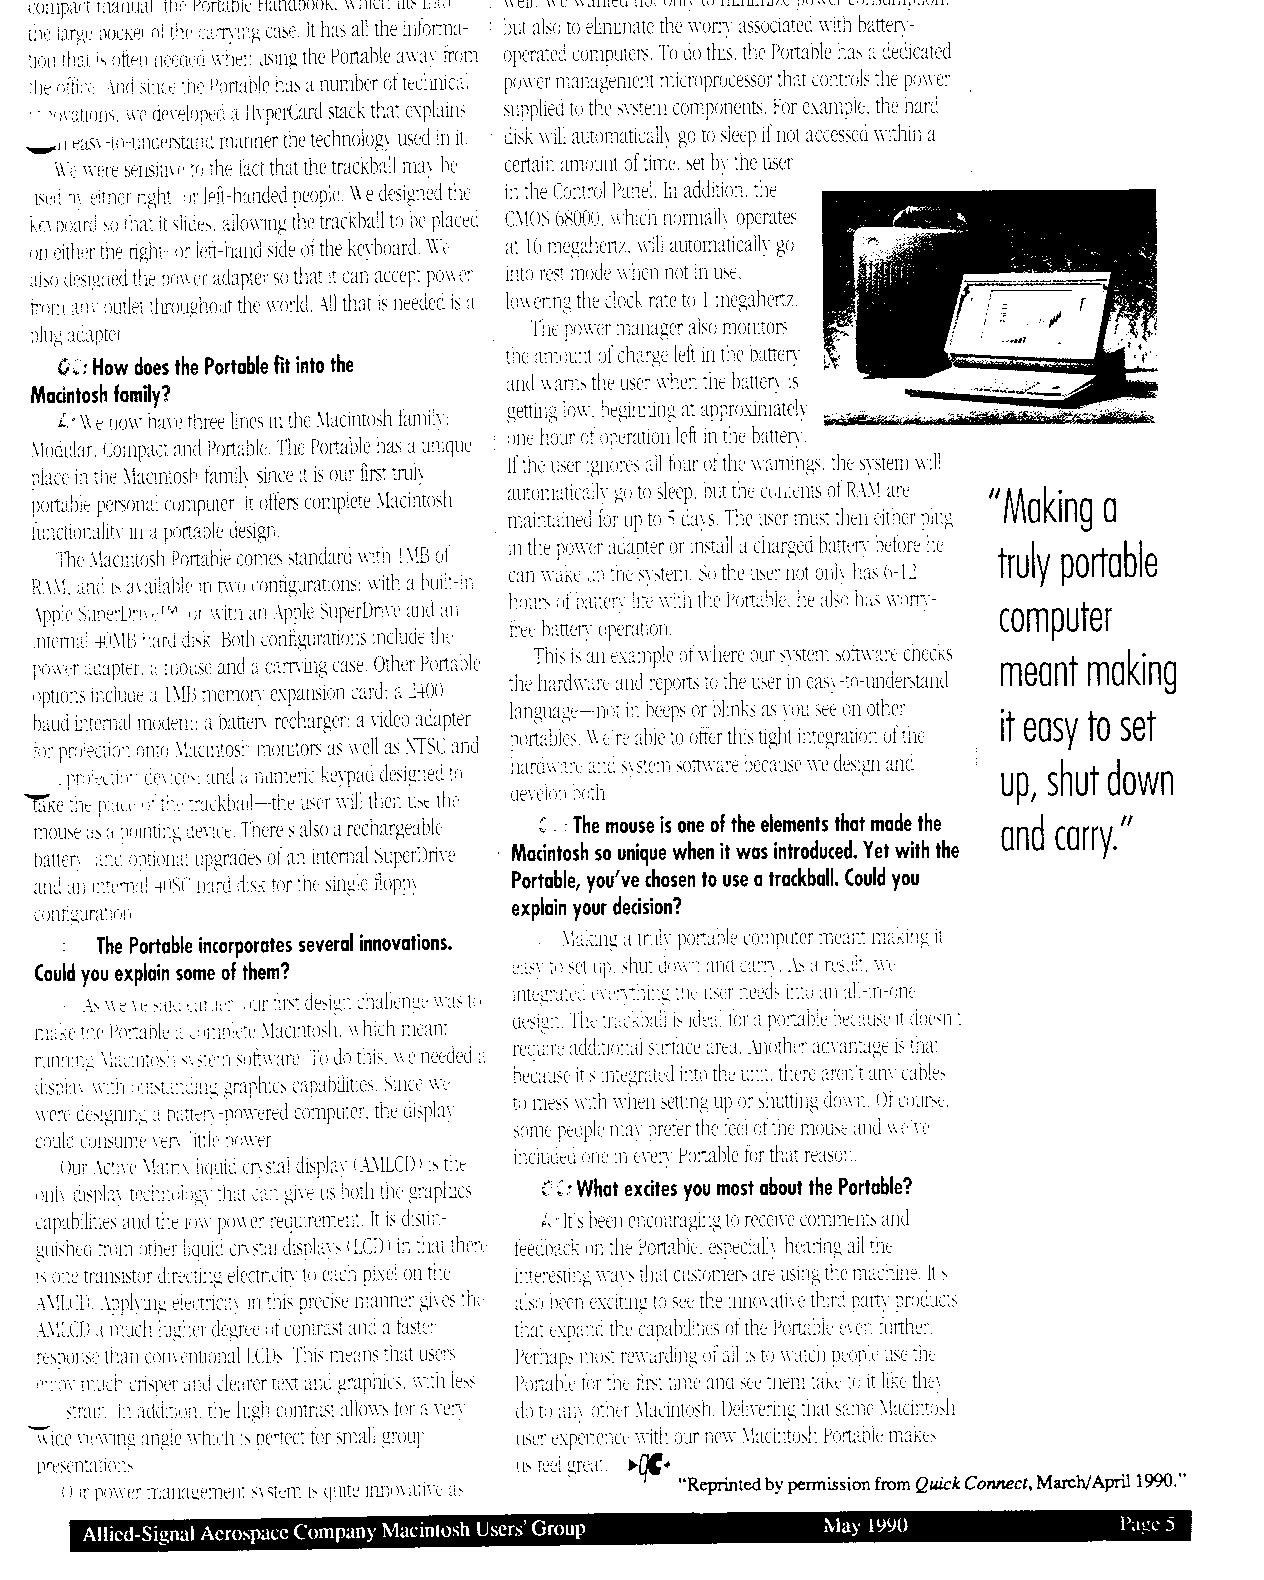 compact manual, the Portable Handbook, which fits into
the large pocket of the carrying case. It has all the informa-
tion that is often needed when using the Portable away from
the office. And since the Portable has a number of technical
we developed a HyperCard stack that explains
in easy-to-understand manner the technology used in it.
We were sensitive to the fact that the trackball may be
used by either right- or left-handed people. We designed the
keyboard so that it slides, allowing the trackball to be placed
on either the right- or left-hand side of the keyboard. We
also designed the power adapter so that it can accept power
from any outlet throughout the world. All that is needed is a
plug adapter.
QC: How does the Portable fit into the
Macintosh family?
A: We now have three lines in the Macintosh family:
Modular, Compact and Portable. The Portable has a unique
place in the Macintosh family since it is our first truly
portable personal computer. it offers complete Macintosh
functionality in a portable design.
The Macintosh Portable comes standard with 1MB of
RAM, and is available in two configurations: with a built-in
Apple SuperDrive™ or with an Apple SuperDrive and an
internal 40MB hard disk. Both configurations include the
power adapter, a mouse and a carrying case. Other Portable
options include a 1MB memory expansion card; a 2400
baud internal modem; a battery recharger; a video adapter
for projection onto Macintosh monitors as well as NTSC and
projection devices; and a numeric keypad designed to
take the place of the trackball—the user will then use the
mouse as a pointing device. There's also a rechargeable
battery and optional upgrades of an internal SuperDrive
and an internal 40SC hard disk for the single floppy
configuration.
The Portable incorporates several innovations.
Could you explain some of them?
As we've said earlier, our first design challenge was to
make the Portable a complete Macintosh, which meant
running Macintosh system software. To do this, we needed a
display with outstanding graphics capabilities. Since we
were designing a battery-powered computer, the display
could consume very little power.
Our Active Matrix liquid crystal display (AMLCD) is the
only display technology that can give us both the graphics
capabilities and the low power requirement. It is distin-
guished from other liquid crystal displays (LCD) in that there
is one transistor directing electricity to each pixel on the
AMLCD. Applying electricity in this precise manner gives the
AMLCD a much higher degree of contrast and a faster
response than conventional LCDs. This means that users
enjoy much crisper and clearer text and graphics, with less
strain. In addition, the high contrast allows for a very
wide viewing angle which is perfect for small group
presentations.
Our power management system is quite innovative as
well. We wanted not only to minimize power consumption,
but also to eliminate the worry associated with battery-
operated computers. To do this, the Portable has a dedicated
power management microprocessor that controls the power
supplied to the system components. For example, the hard
disk will automatically go to sleep if not accessed within a
certain amount of time, set by the user
in the Control Panel. In addition, the
CMOS 68000, which normally operates
at 16 megahertz, will automatically go
into rest mode when not in use,
lowering the clock rate to 1 megahertz.
The power manager also monitors
the amount of charge left in the battery
and warns the user when the battery is
getting low, beginning at approximately
one hour of operation left in the battery.
If the user ignores all four of the warnings, the system will
automatically go to sleep, but the contents of RAM are
maintained for up to 5 days. The user must then either plug
in the power adapter or install a charged battery before he
can wake up the system. So the user not only has 6-12
hours of battery life with the Portable, he also has worry-
free battery operation.
This is an example of where our system software checks
the hardware and reports to the user in easy-to-understand
language—not in beeps or blinks as you see on other
portables. We're able to offer this tight integration of the
hardware and system software because we design and
develop both.
The mouse is one of the elements that made the
Macintosh so unique when it was introduced. Yet with the
Portable, you've chosen to use a trackball. Could you
explain your decision?
Making a truly portable computer meant making it
easy to set up, shut down and carry. As a result, we
integrated everything the user needs into an all-in-one
design. The trackball is ideal for a portable because it doesn't
require additional surface area. Another advantage is that
because it's integrated into the unit, there aren't any cables
to mess with when setting up or shutting down. Of course,
some people may prefer the feel of the mouse and we've
included one in every Portable for that reason.
QC: What excites you most about the Portable?
A: It's been encouraging to receive comments and
feedback on the Portable, especially hearing all the
interesting ways that customers are using the machine. It's
also been exciting to see the innovative third party products
that expand the capabilities of the Portable even further.
Perhaps most rewarding of all is to watch people use the
Portable for the first time and see them take to it like they
do to any other Macintosh. Delivering that same Macintosh
user experience with our new Macintosh Portable makes
us feel great. QC
"Making a
truly portable
computer
meant making
it easy to set
up, shut down
and carry."
"Reprinted by permission from Quick Connect, March/April 1990."
Allied-Signal Aerospace Company Macintosh Users' Group May 1990 Page 5